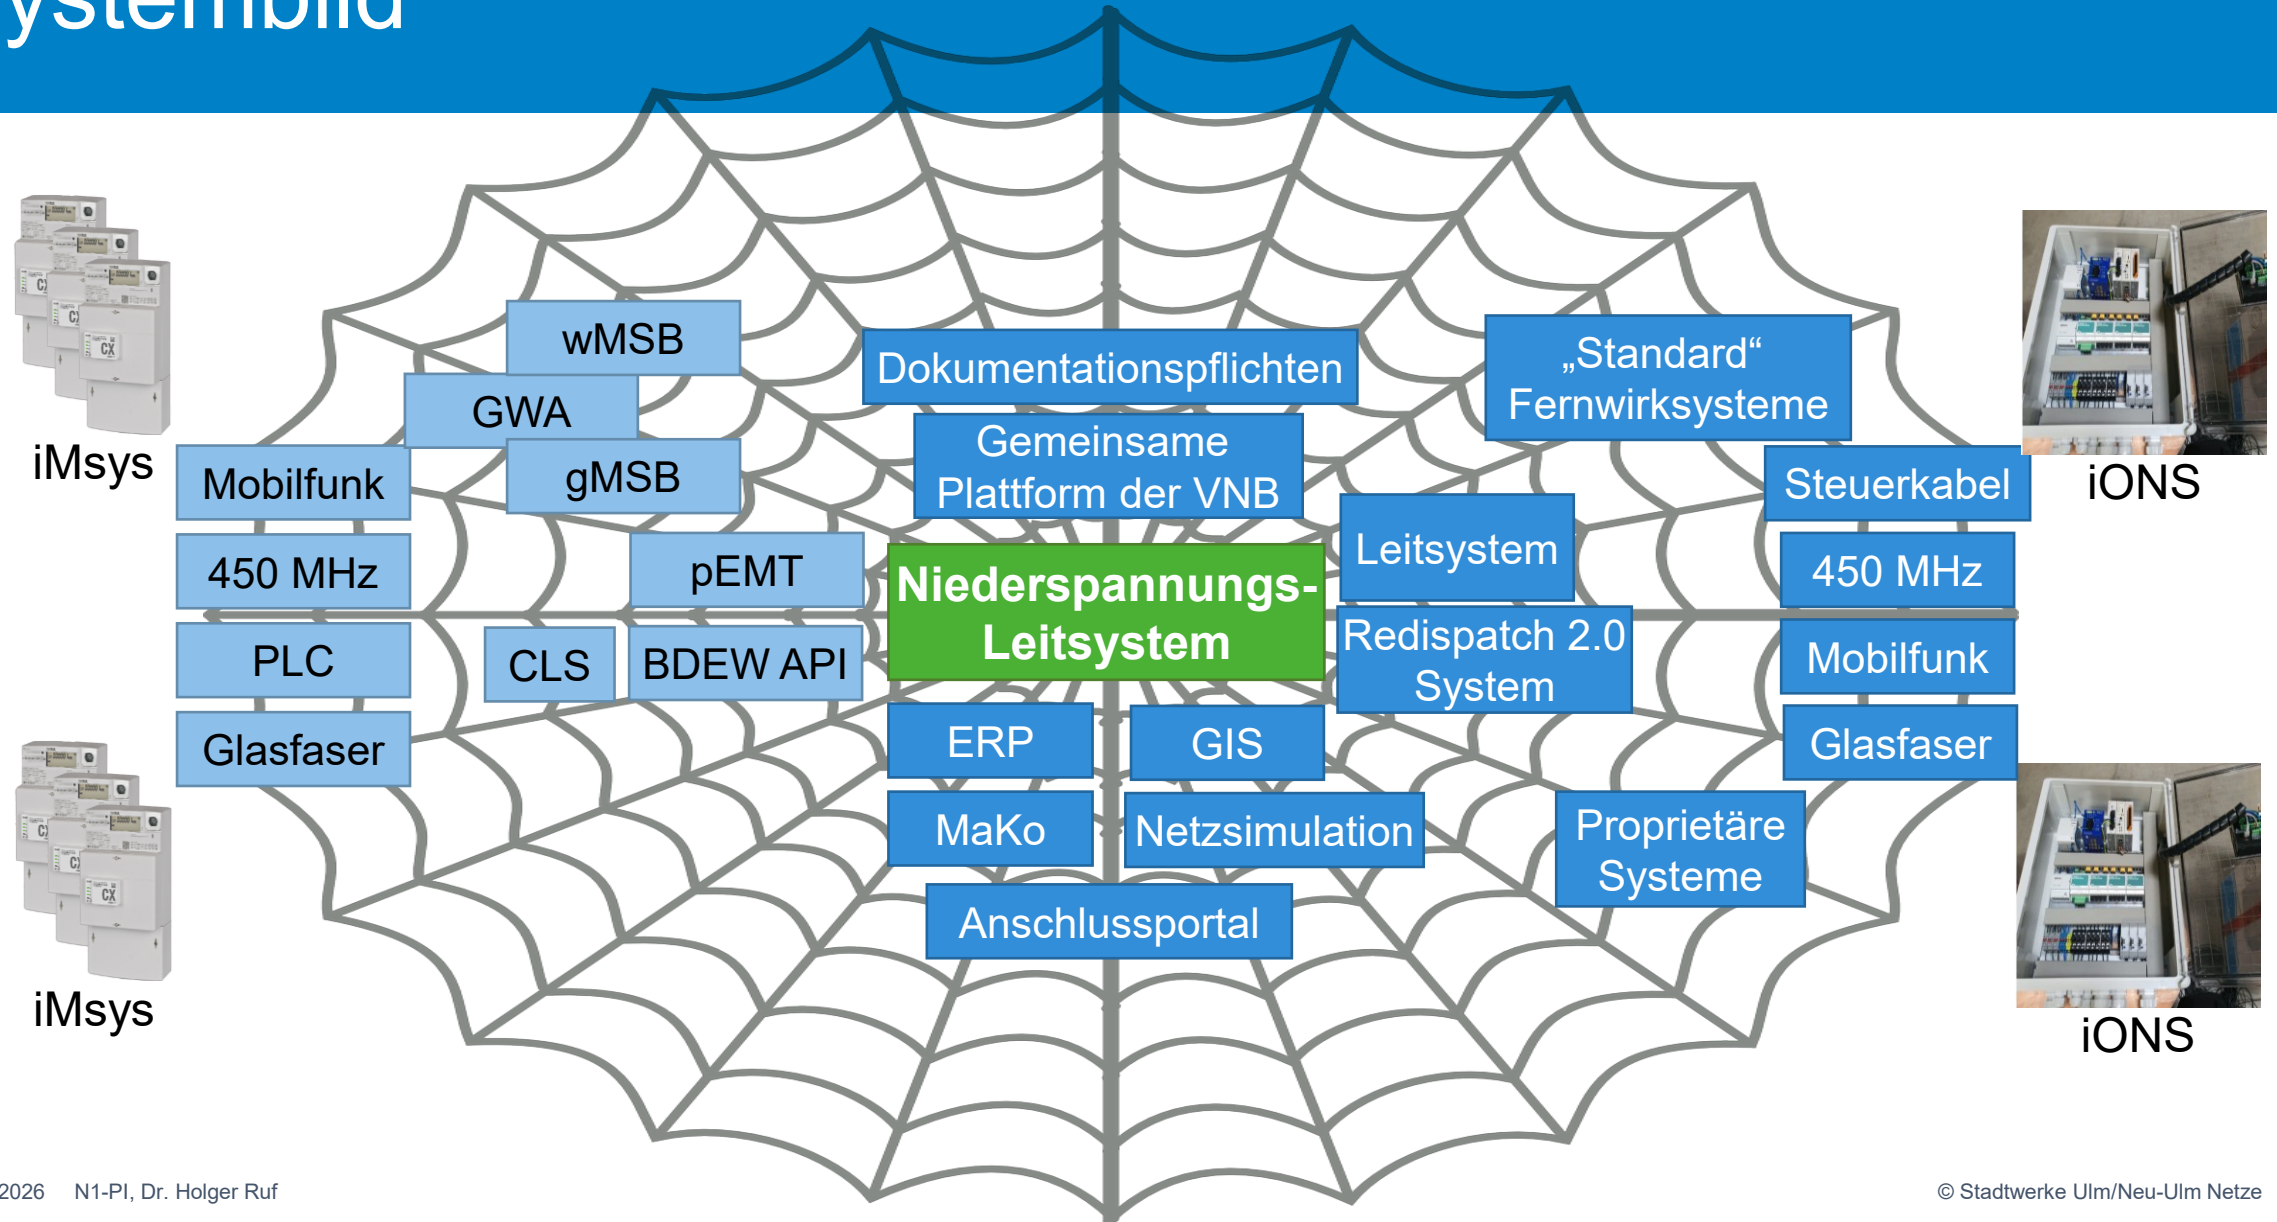 ystembild
wMSB
GWA
gMSB
iMsys
Mobilfunk
450 MHz
PLC
Glasfaser
iMsys
pEMT
CLS
BDEW API
Dokumentationspflichten
Gemeinsame
Plattform der VNB
Niederspannungs-
Leitsystem
ERP
GIS
MaKo
Netzsimulation
Anschlussportal
„Standard“
Fernwirksysteme
Leitsystem
Redispatch 2.0
System
Proprietäre
Systeme
Steuerkabel
450 MHz
Mobilfunk
Glasfaser
iONS
iONS
CX
CX
2026 N1-PI, Dr. Holger Ruf
© Stadtwerke Ulm/Neu-Ulm Netze